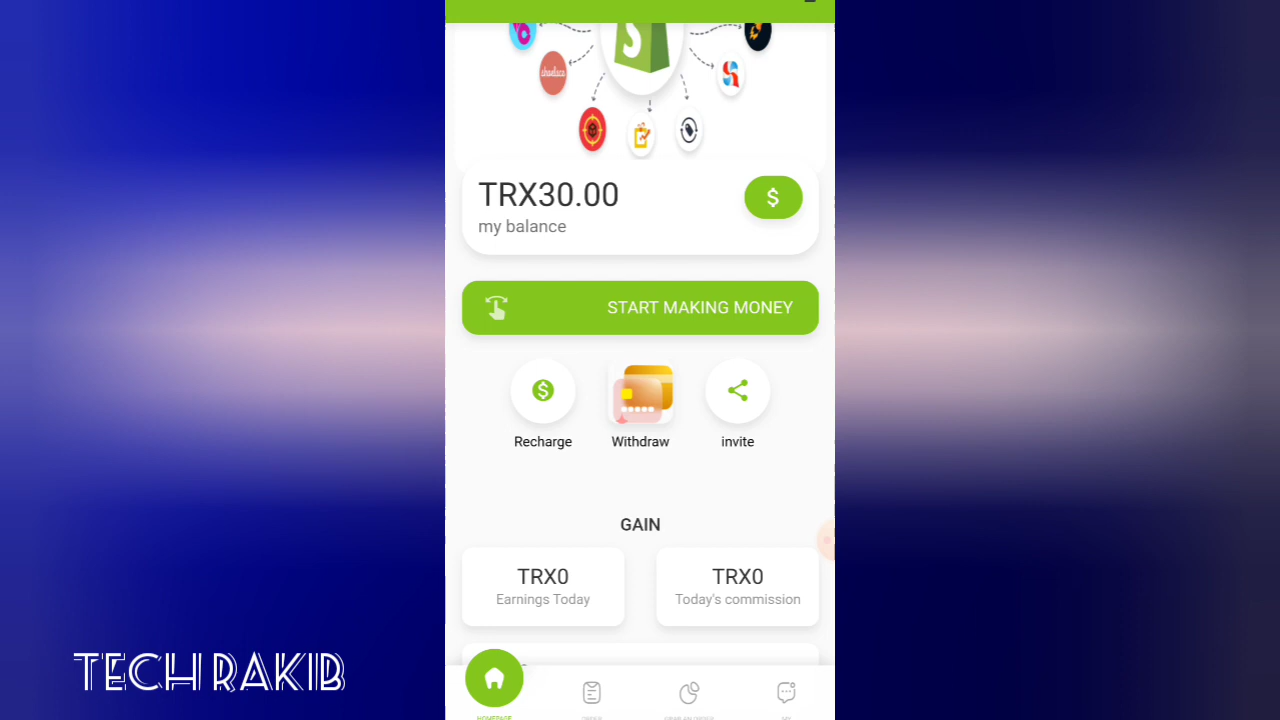 TRX30.00
my balance
$
START MAKING MONEY
$
Recharge
Withdraw
invite
GAIN
TRX0
Earnings Today
TRX0
Today's commission
TECH RAKIB